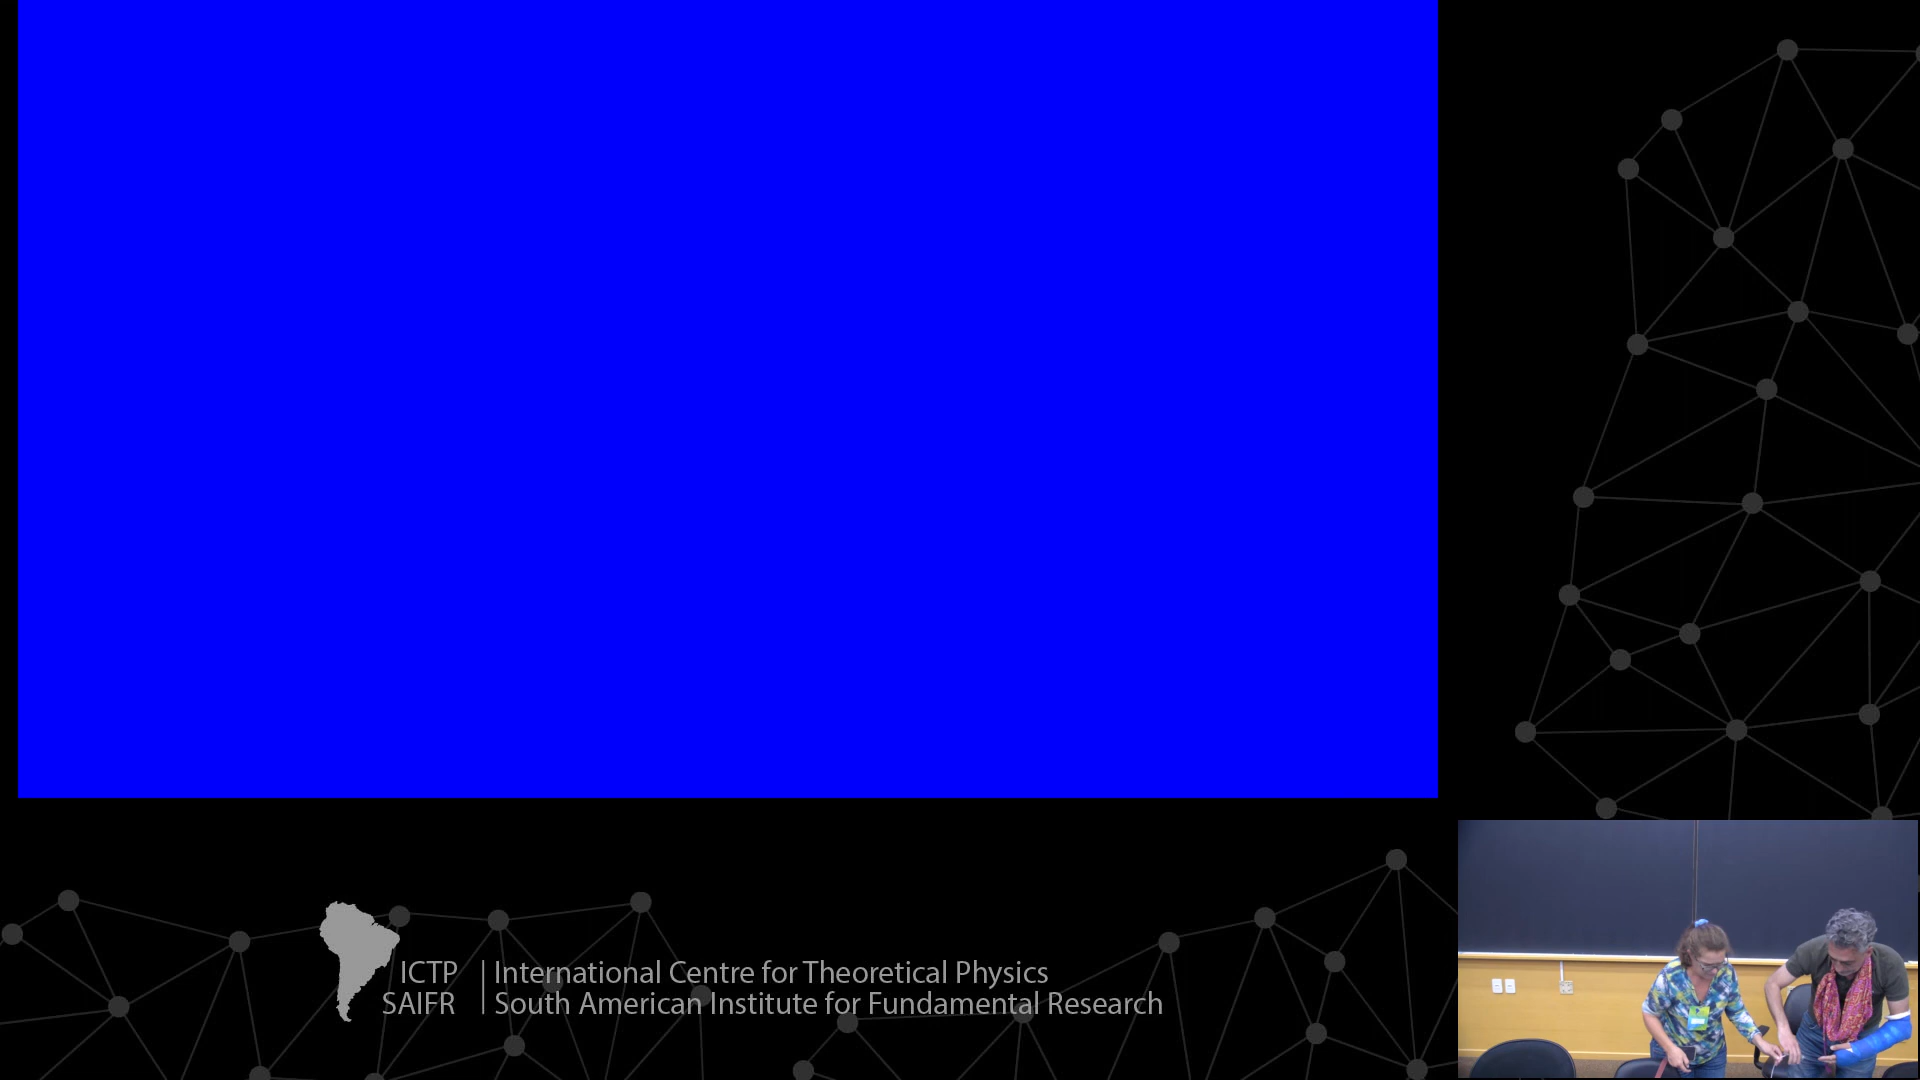 ICTP | International Centre for Theoretical Physics
SAIFR | South American Institute for Fundamental Research